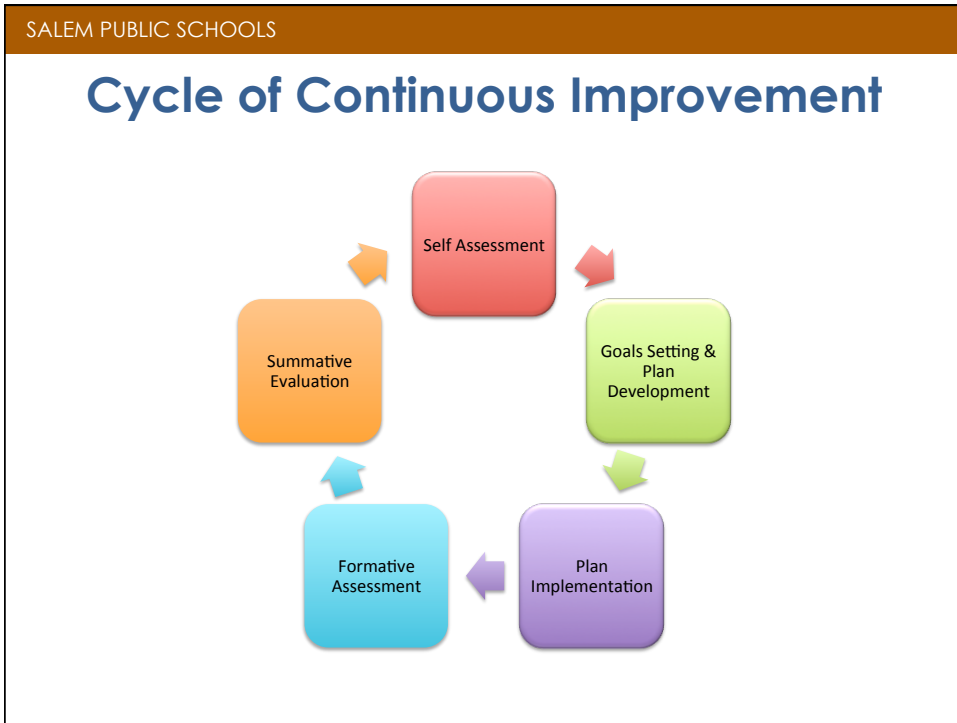 SALEM PUBLIC SCHOOLS
Cycle of Continuous Improvement
Self Assessment
Goals Setting &
Plan
Development
Plan
Implementation
Formative
Assessment
Summative
Evaluation